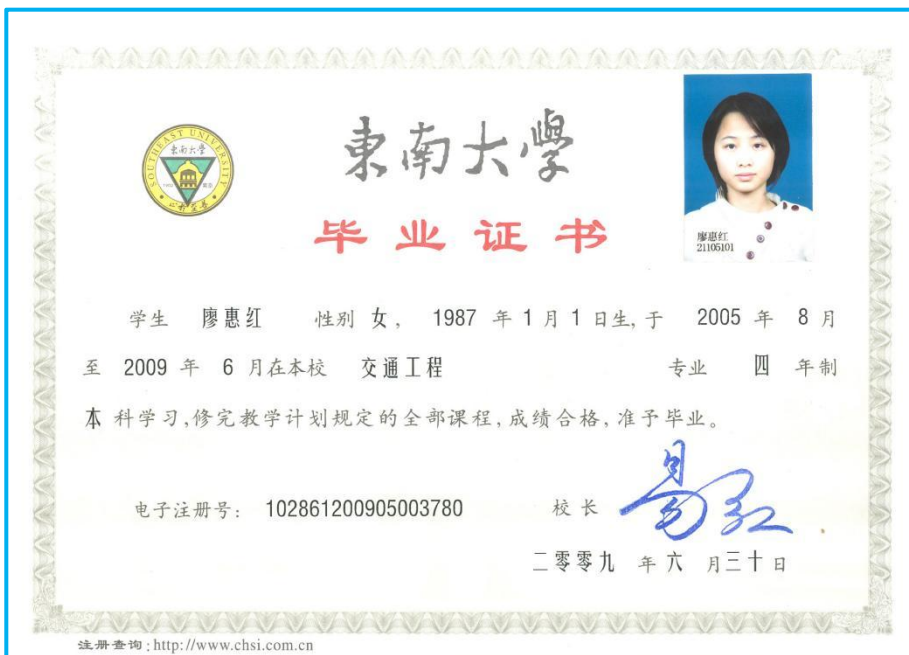 SOUTHEAST UNIVERSITY
东南大学
東南大學
毕业证书
廖惠红
21105101
学生 廖惠红 性别 女， 1987 年 1 月 1 日生, 于 2005 年 8 月
至 2009 年 6 月在本校 交通工程 专业 四 年制
本 科学习, 修完教学计划规定的全部课程, 成绩合格, 准予毕业。
电子注册号： 102861200905003780 校长 易红
二零零九 年 六 月 三十 日
注册查询: http://www.chsi.com.cn